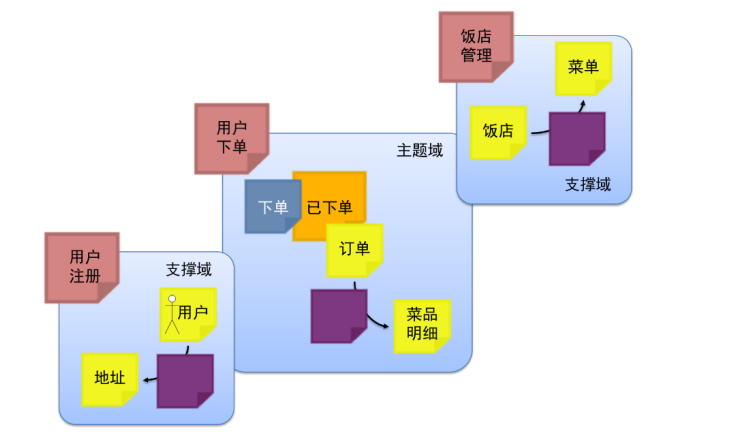 饭店
管理
菜单
饭店
支撑域
用户
下单
主题域
下单
已下单
订单
菜品
明细
用户
注册
支撑域
用户
地址